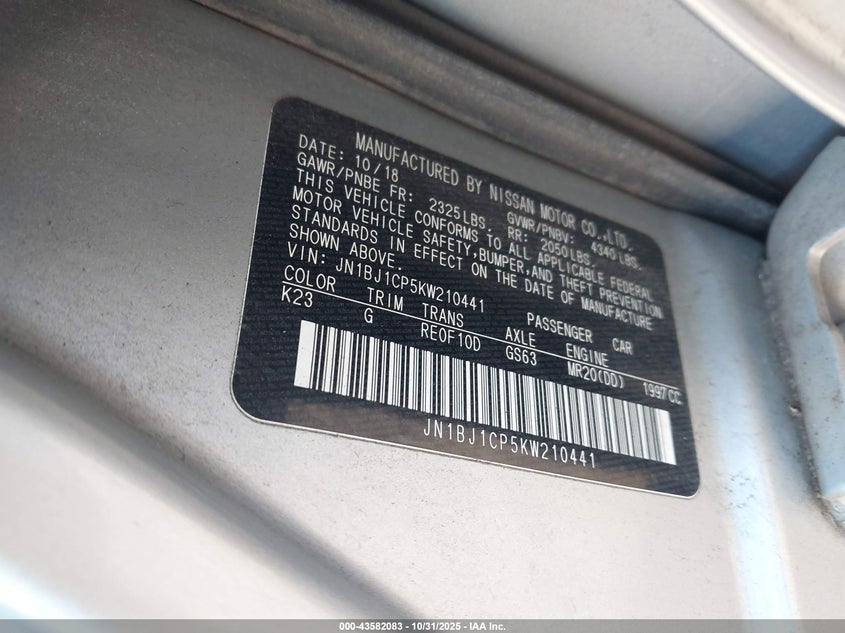 MANUFACTURED BY NISSAN MOTOR CO.,LTD.
DATE: 10/18 GVWR/PNBV: 4340 LBS.
GAWR/PNBE FR: 2325LBS. RR: 2050LBS.
THIS VEHICLE CONFORMS TO ALL APPLICABLE FEDERAL
MOTOR VEHICLE SAFETY,BUMPER,AND THEFT PREVENTION
STANDARDS IN EFFECT ON THE DATE OF MANUFACTURE
SHOWN ABOVE.
VIN: JN1BJ1CP5KW210441 PASSENGER CAR
COLOR TRIM TRANS AXLE ENGINE
K23 G RE0F10D GS63 MR20(DD) 1997CC
JN1BJ1CP5KW210441
000-43582083 - 10/31/2025 - IAA Inc.